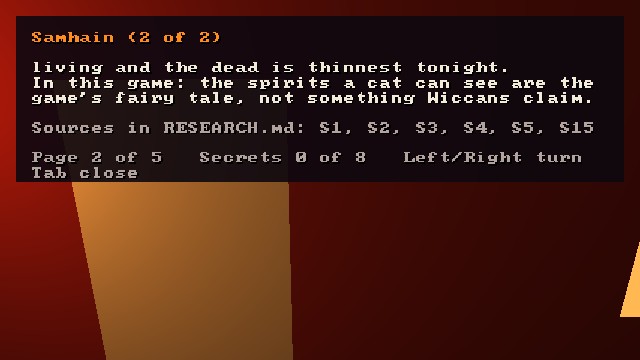 Samhain (2 of 2)
living and the dead is thinnest tonight.
In this game: the spirits a cat can see are the
game's fairy tale, not something Wiccans claim.
Sources in RESEARCH.md: S1, S2, S3, S4, S5, S15
Page 2 of 5   Secrets 0 of 8   Left/Right turn
Tab close